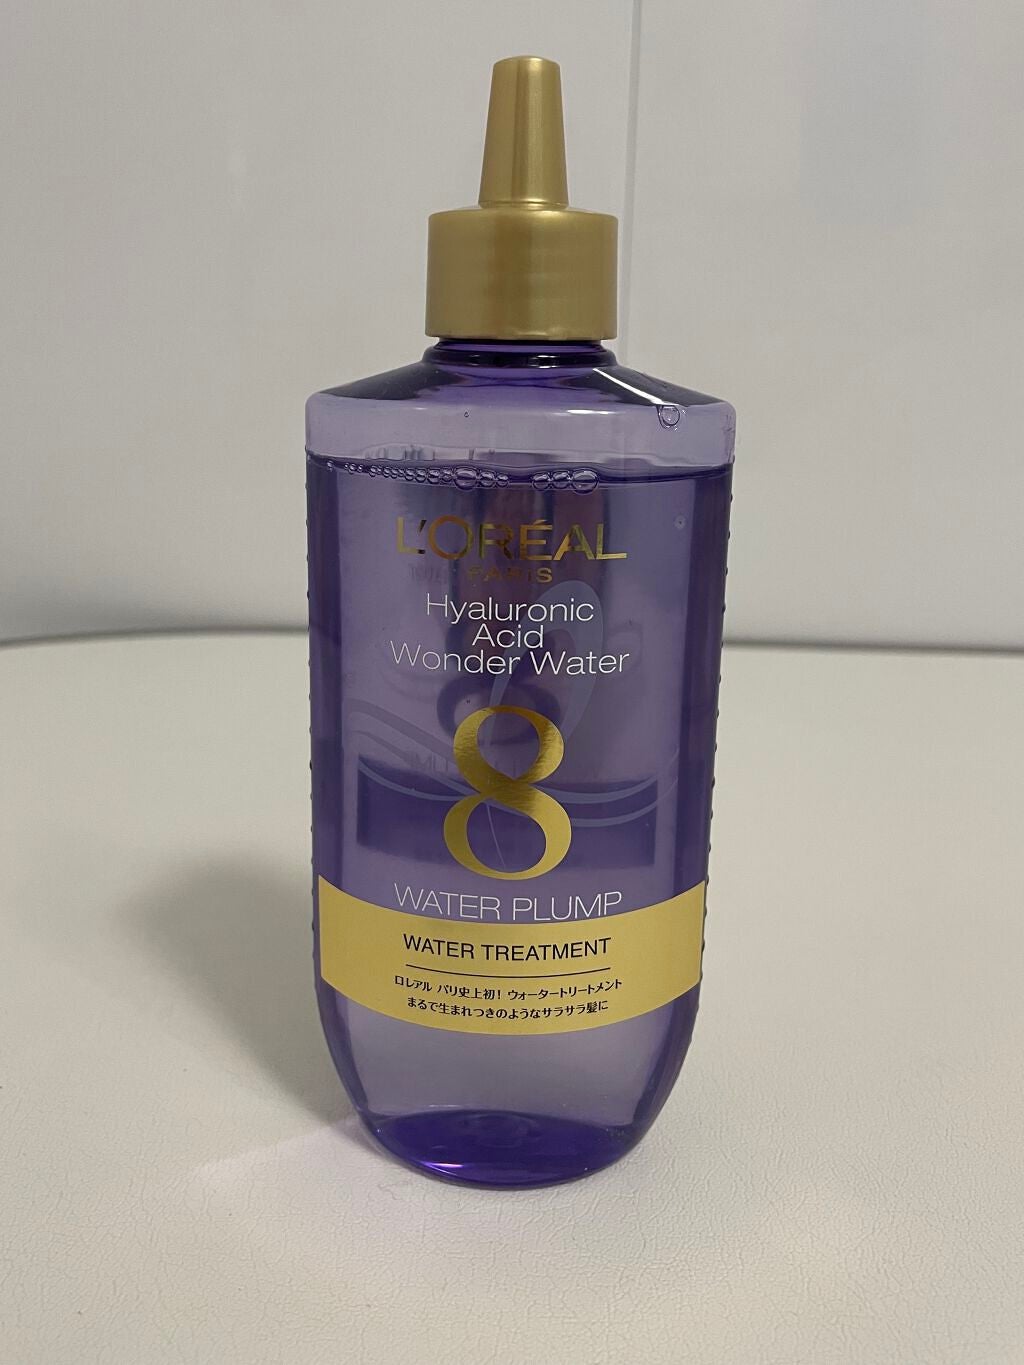 L'ORÉAL
PARIS
Hyaluronic
Acid
Wonder Water
8
WATER PLUMP
WATER TREATMENT
ロレアル パリ史上初! ウォータートリートメント
まるで生まれつきのようなサラサラ髪に